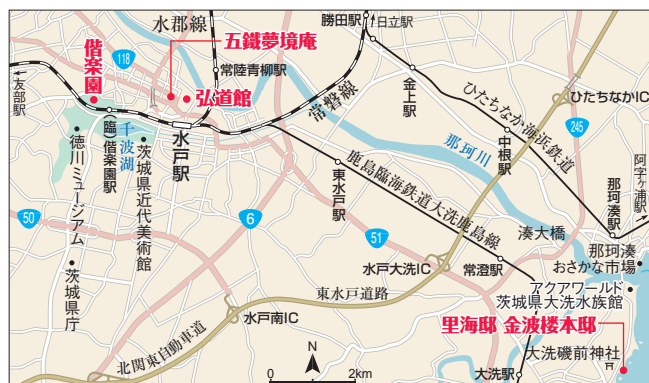 水郡線
勝田駅
↑日立駅
五鐵夢境庵
118
常陸青柳駅
偕楽園
金上駅
弘道館
ひたちなかIC
←友部駅
常磐線
ひたちなか海浜鉄道
245
(臨)偕楽園駅
千波湖
水戸駅
那珂川
中根駅
阿字ヶ浦駅
徳川ミュージアム
茨城県近代美術館
東水戸駅
鹿島臨海鉄道大洗鹿島線
那珂湊駅
50
6
51
湊大橋
那珂湊
おさかな市場
水戸大洗IC
常澄駅
茨城県庁
東水戸道路
アクアワールド
茨城県大洗水族館
北関東自動車道
水戸南IC
里海邸 金波楼本邸
大洗磯前神社
N
大洗駅
0
2km